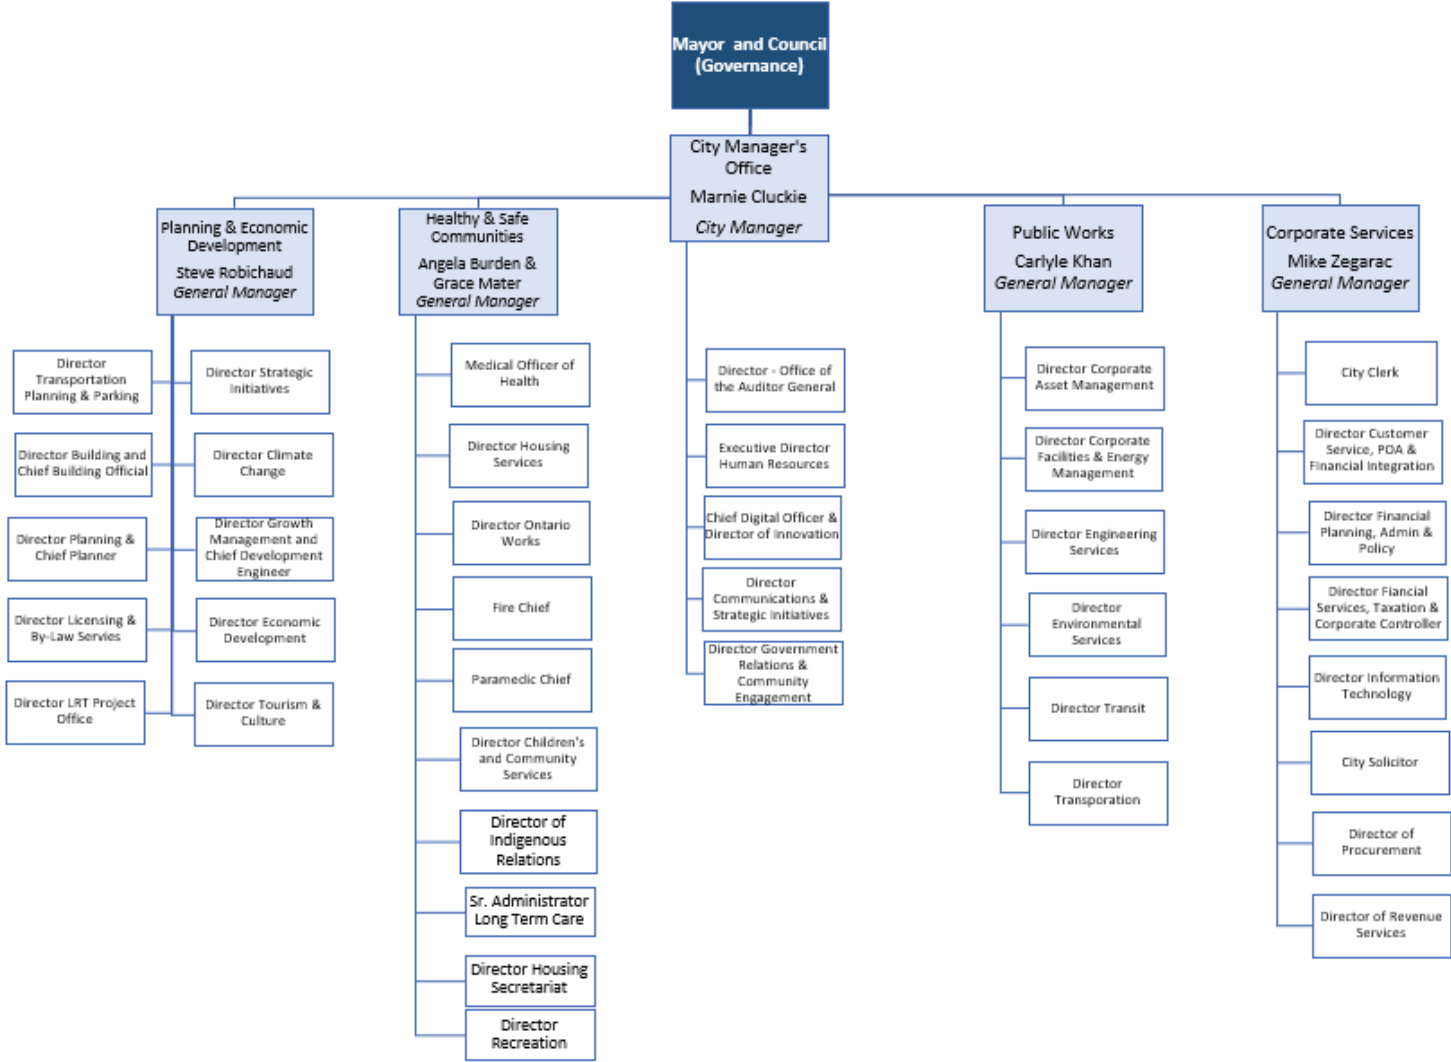 Mayor and Council
(Governance)
City Manager's
Office
Marnie Cluckie
City Manager
Planning & Economic
Development
Steve Robichaud
General Manager
Healthy & Safe
Communities
Angela Burden &
Grace Mater
General Manager
Public Works
Carlyle Khan
General Manager
Corporate Services
Mike Zegarac
General Manager
Director
Transportation
Planning & Parking
Director Building and
Chief Building Official
Director Planning &
Chief Planner
Director Licensing &
By-Law Servies
Director LRT Project
Office
Director Strategic
Initiatives
Director Climate
Change
Director Growth
Management and
Chief Development
Engineer
Director Economic
Development
Director Tourism &
Culture
Medical Officer of
Health
Director Housing
Services
Director Ontario
Works
Fire Chief
Paramedic Chief
Director Children's
and Community
Services
Director of
Indigenous
Relations
Sr. Administrator
Long Term Care
Director Housing
Secretariat
Director
Recreation
Director - Office of
the Auditor General
Executive Director
Human Resources
Chief Digital Officer &
Director of Innovation
Director
Communications &
Strategic Initiatives
Director Government
Relations &
Community
Engagement
Director Corporate
Asset Management
Director Corporate
Facilities & Energy
Management
Director Engineering
Services
Director
Environmental
Services
Director Transit
Director
Transporation
City Clerk
Director Customer
Service, POA &
Financial Integration
Director Financial
Planning, Admin &
Policy
Director Fiancial
Services, Taxation &
Corporate Controller
Director Information
Technology
City Solicitor
Director of
Procurement
Director of Revenue
Services